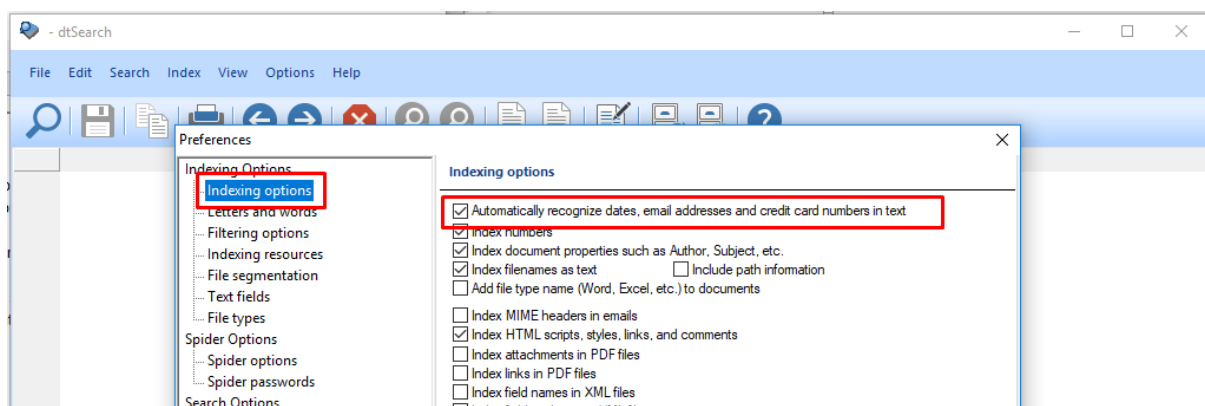 - dtSearch
File Edit Search Index View Options Help
Preferences
Indexing Options
Indexing options
Letters and words
Filtering options
Indexing resources
File segmentation
Text fields
File types
Spider Options
Spider options
Spider passwords
Search Options
Indexing options
Automatically recognize dates, email addresses and credit card numbers in text
Index numbers
Index document properties such as Author, Subject, etc.
Index filenames as text Include path information
Add file type name (Word, Excel, etc.) to documents
Index MIME headers in emails
Index HTML scripts, styles, links, and comments
Index attachments in PDF files
Index links in PDF files
Index field names in XML files